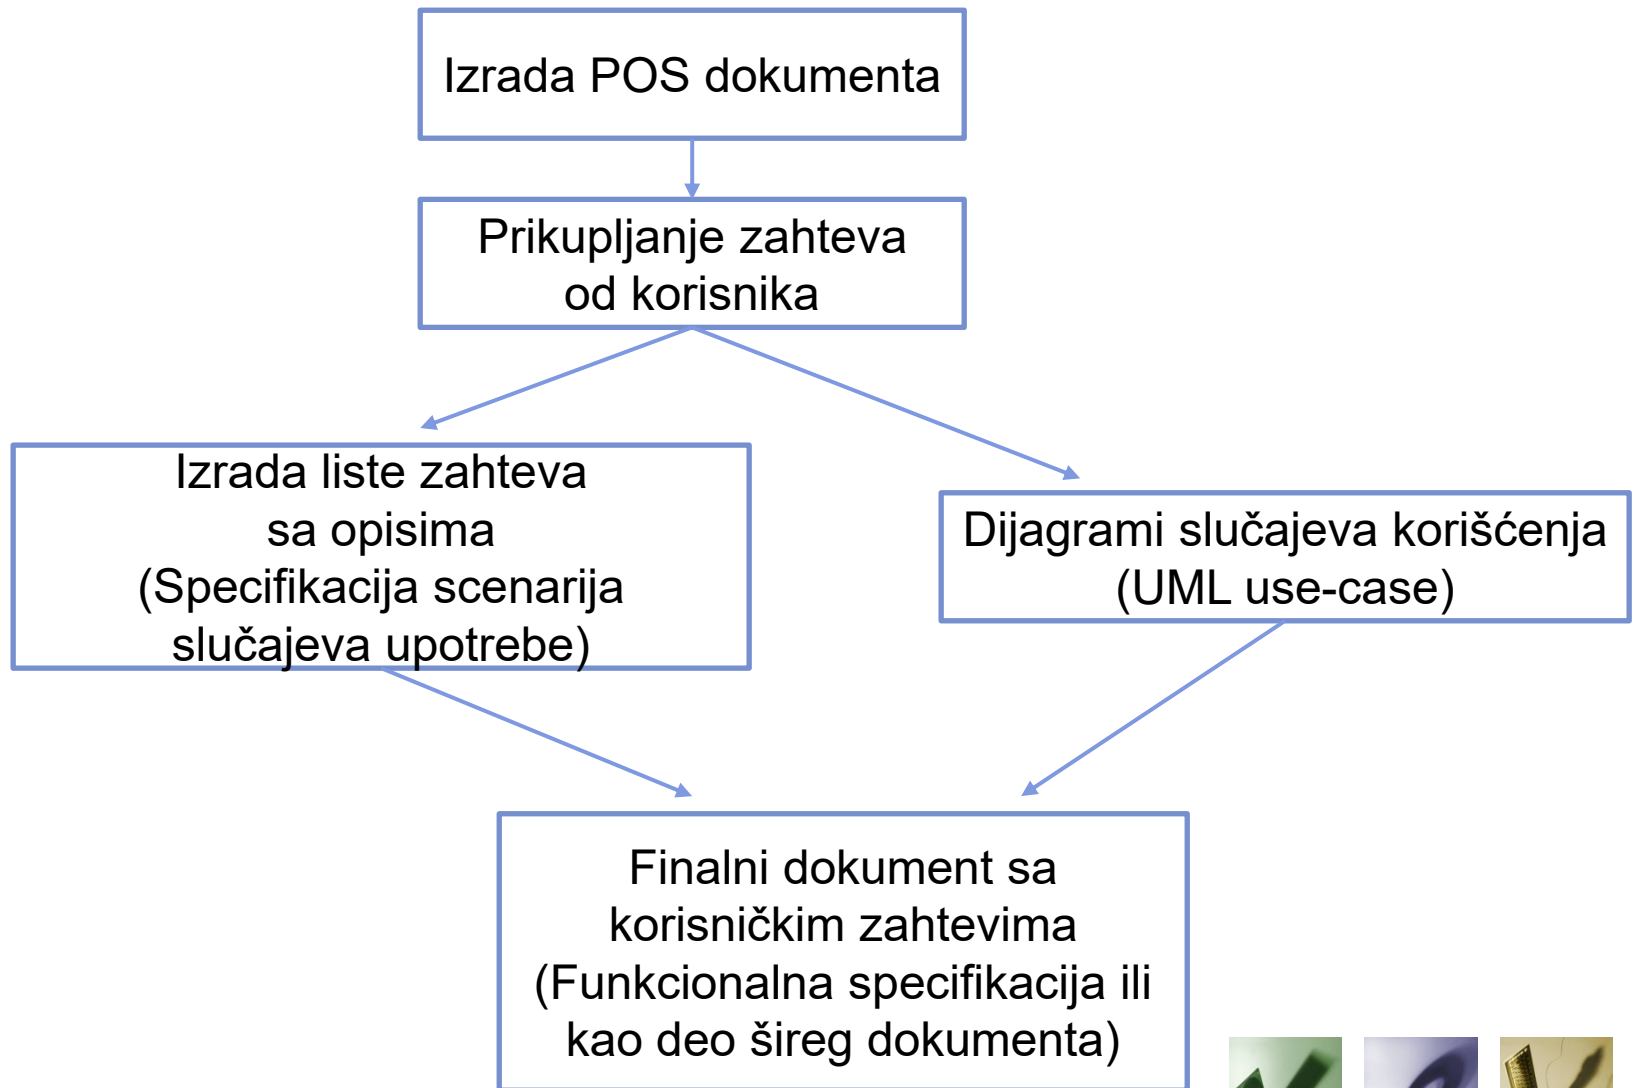 Izrada POS dokumenta
Prikupljanje zahteva
od korisnika
Izrada liste zahteva
sa opisima
(Specifikacija scenarija
slučajeva upotrebe)
Dijagrami slučajeva korišćenja
(UML use-case)
Finalni dokument sa
korisničkim zahtevima
(Funkcionalna specifikacija ili
kao deo šireg dokumenta)